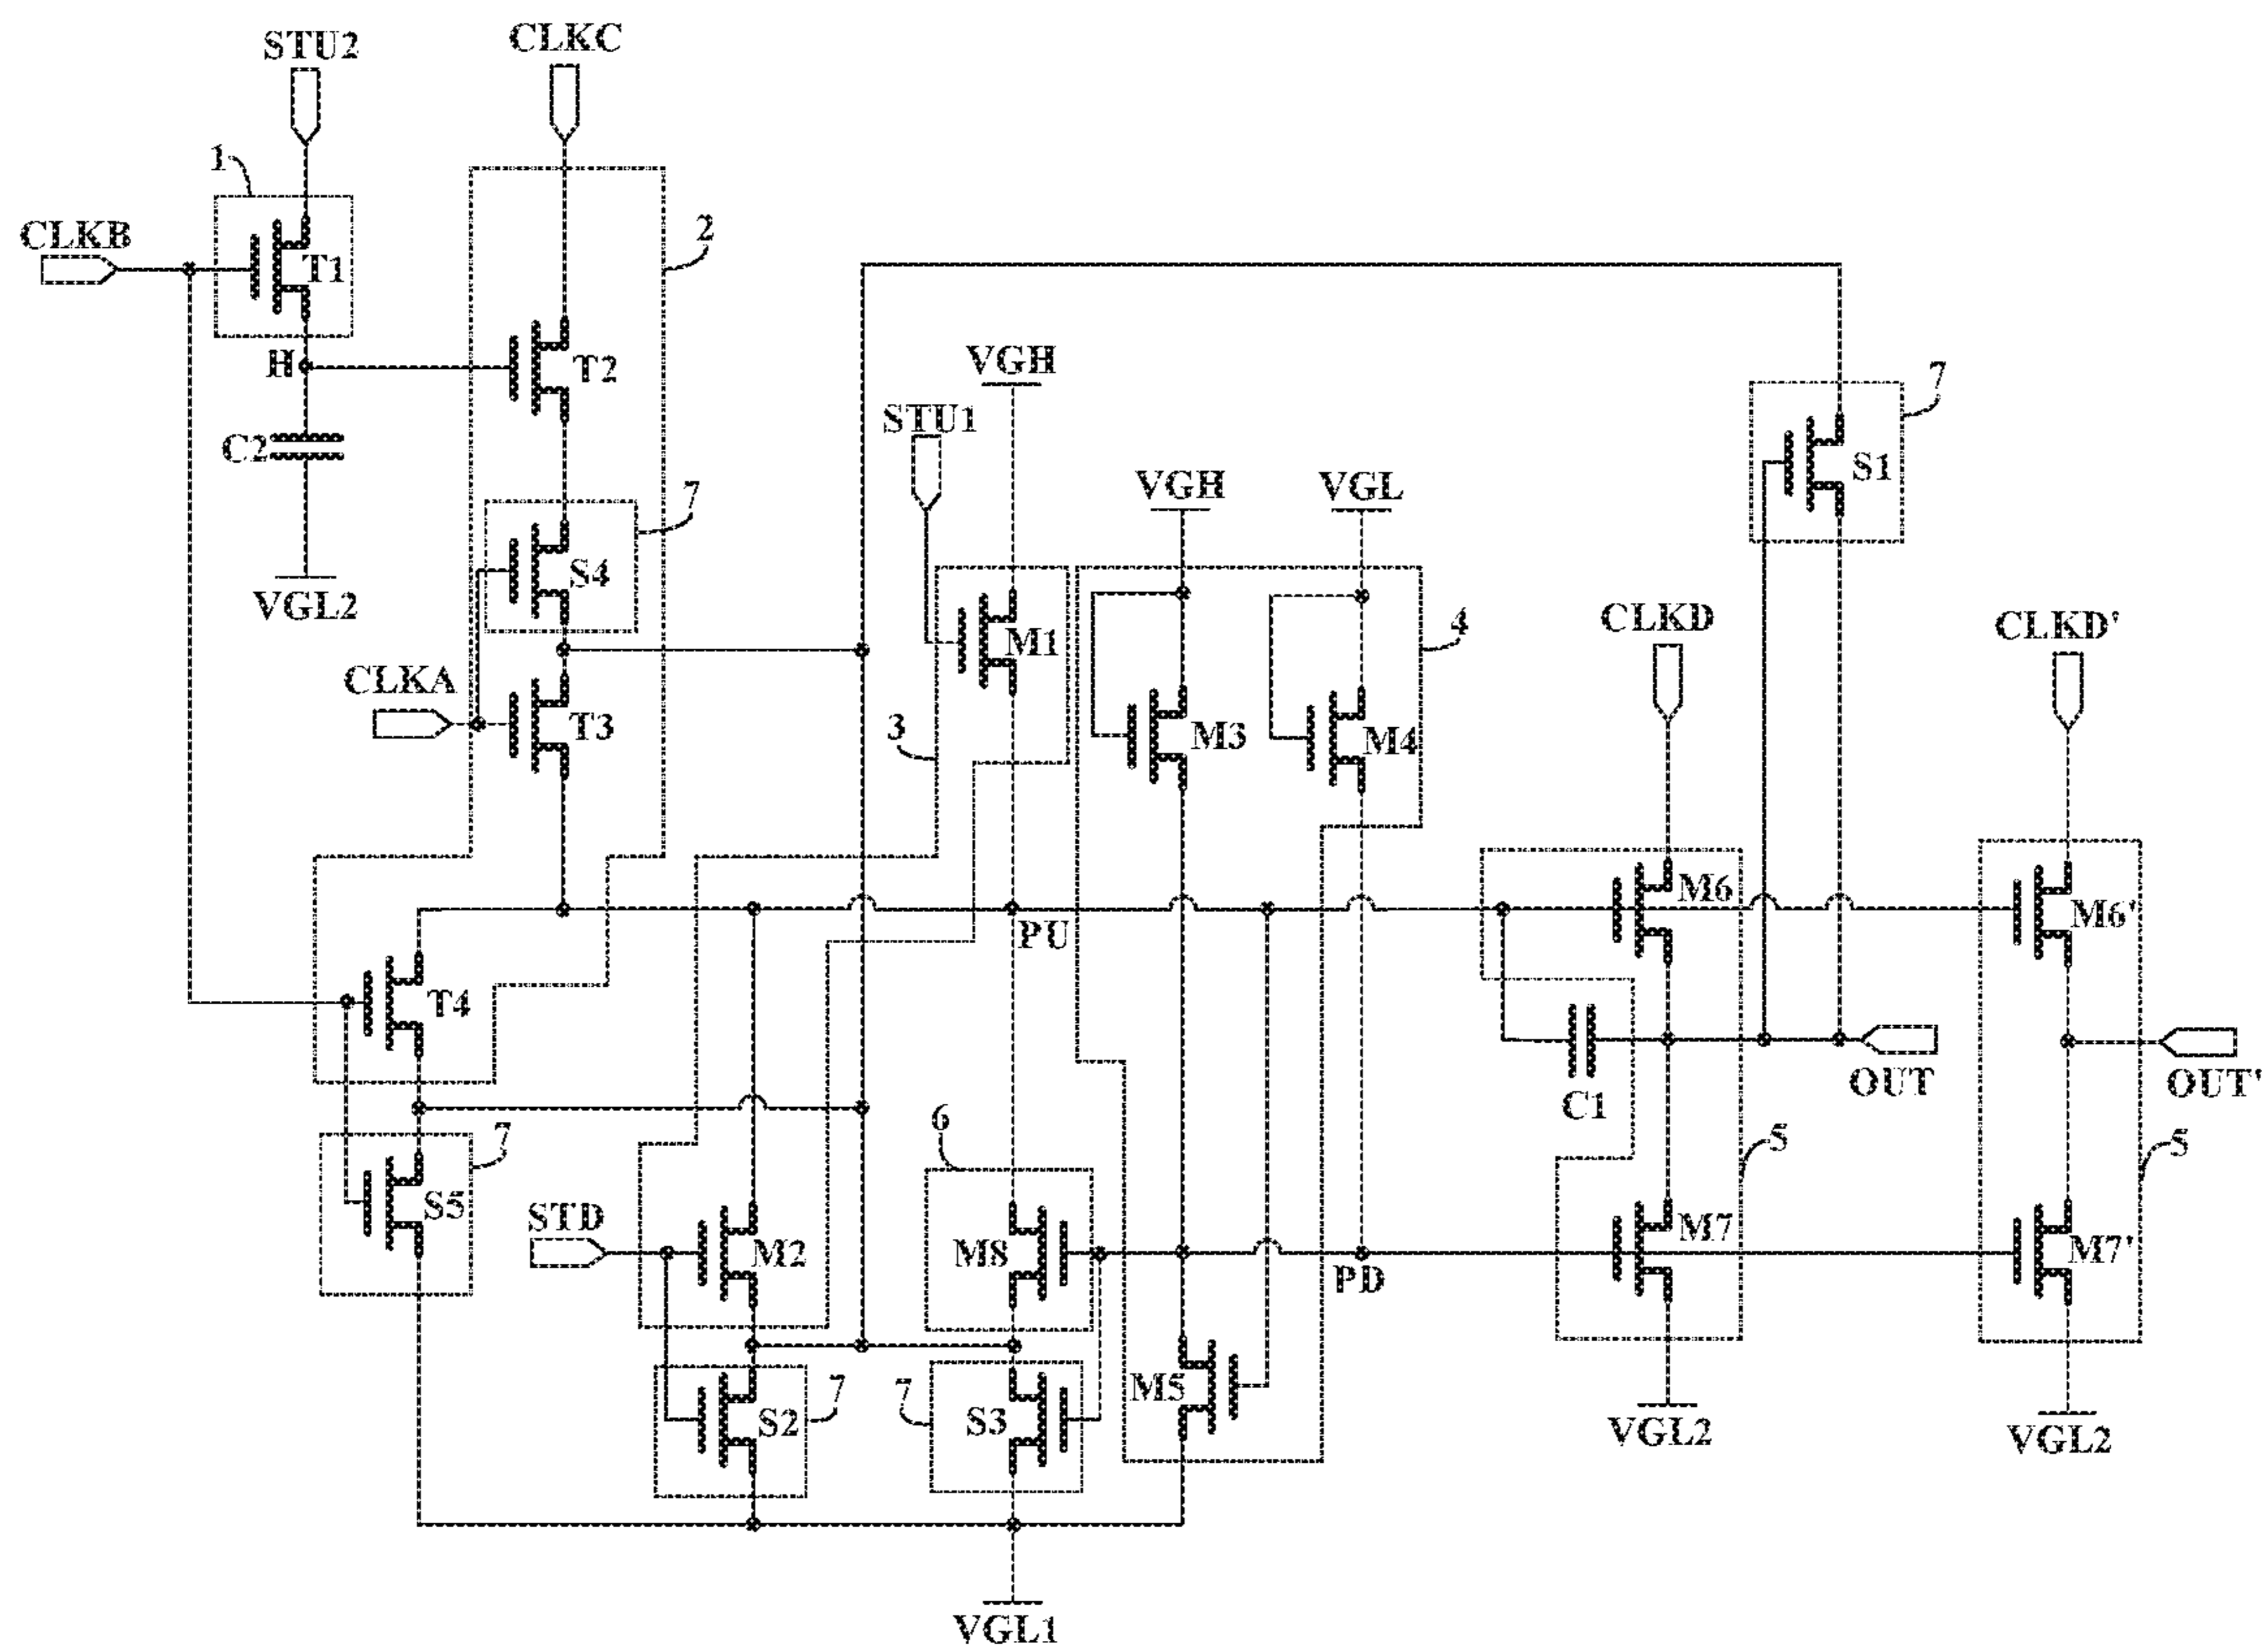 STU2
CLKC
1
CLKB
T1
2
H
T2
VGH
C2
STU1
7
S1
7
VGH
VGL
S4
VGL2
M1
4
CLKD
CLKD'
CLKA
T3
3
M3
M4
M6
M6'
PU
T4
C1
OUT
OUT'
6
7
5
5
S5
STD
M2
M8
M7
M7'
PD
M5
7
7
S2
S3
VGL2
VGL2
VGL1